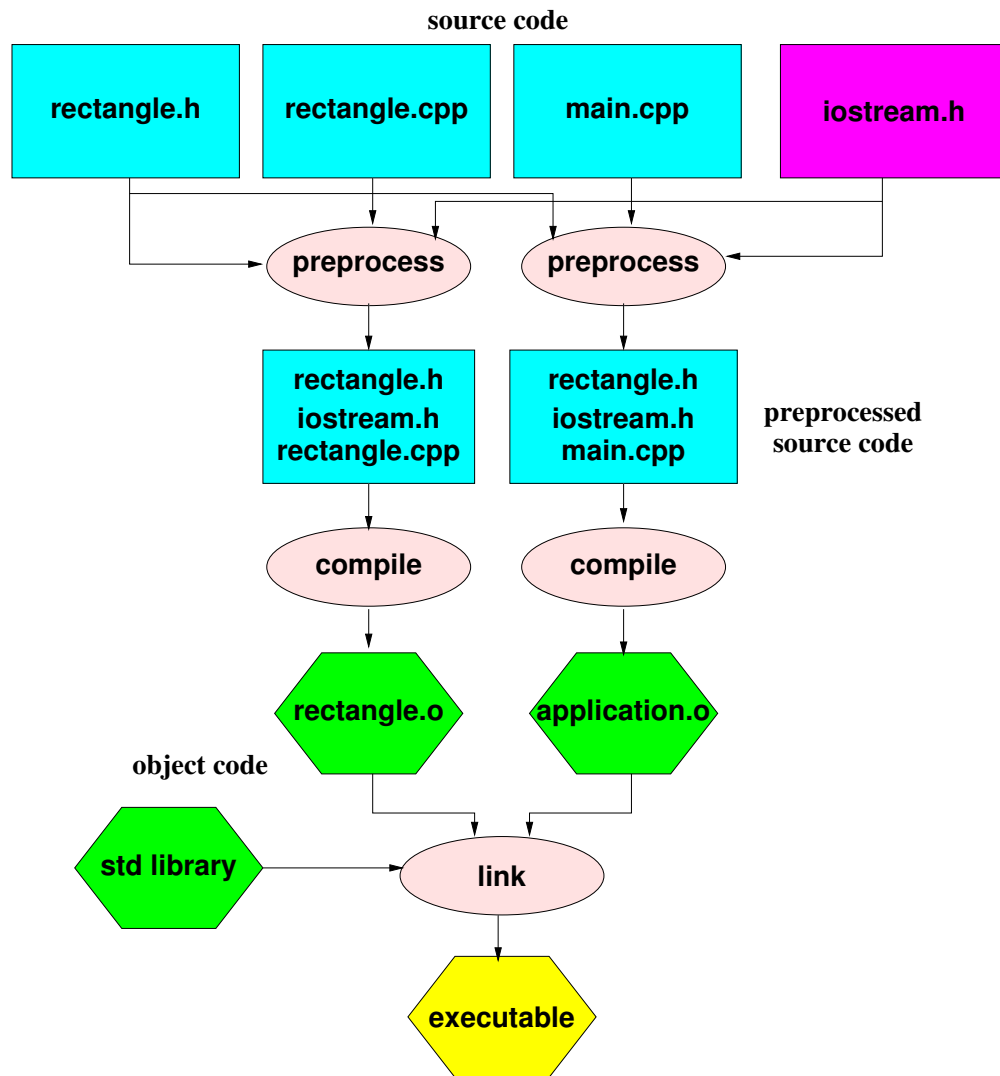 source code
rectangle.h
rectangle.cpp
main.cpp
iostream.h
preprocess
preprocess
rectangle.h
iostream.h
rectangle.cpp
rectangle.h
iostream.h
main.cpp
preprocessed
source code
compile
compile
rectangle.o
application.o
object code
std library
link
executable